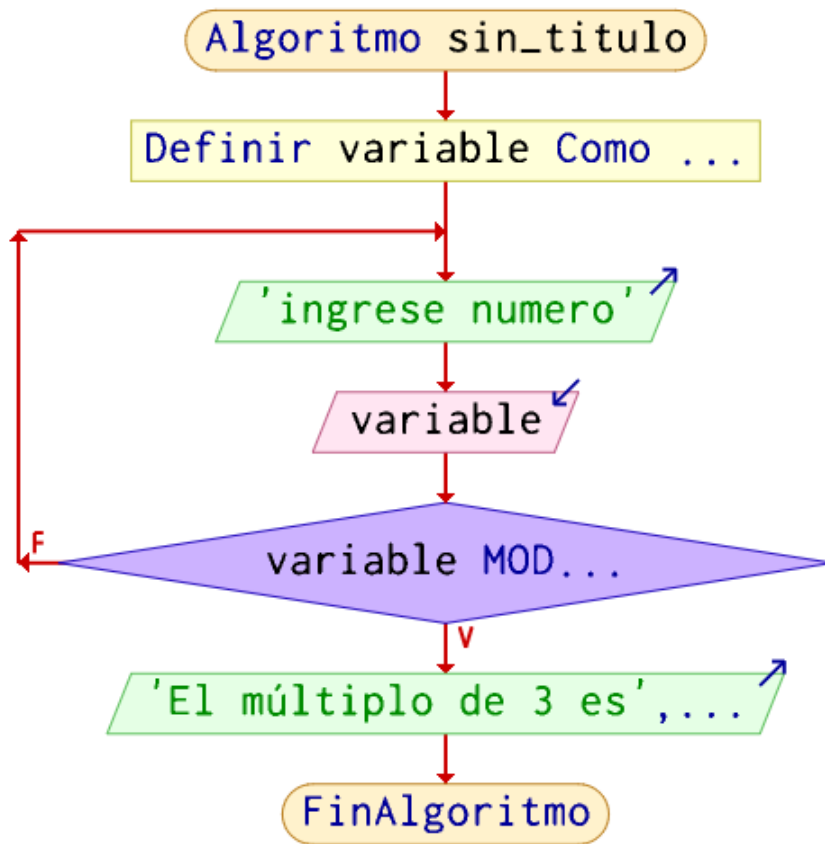 Algoritmo sin_titulo
Definir variable Como ...
'ingrese numero'
variable
variable MOD...
F
V
'El múltiplo de 3 es',...
FinAlgoritmo